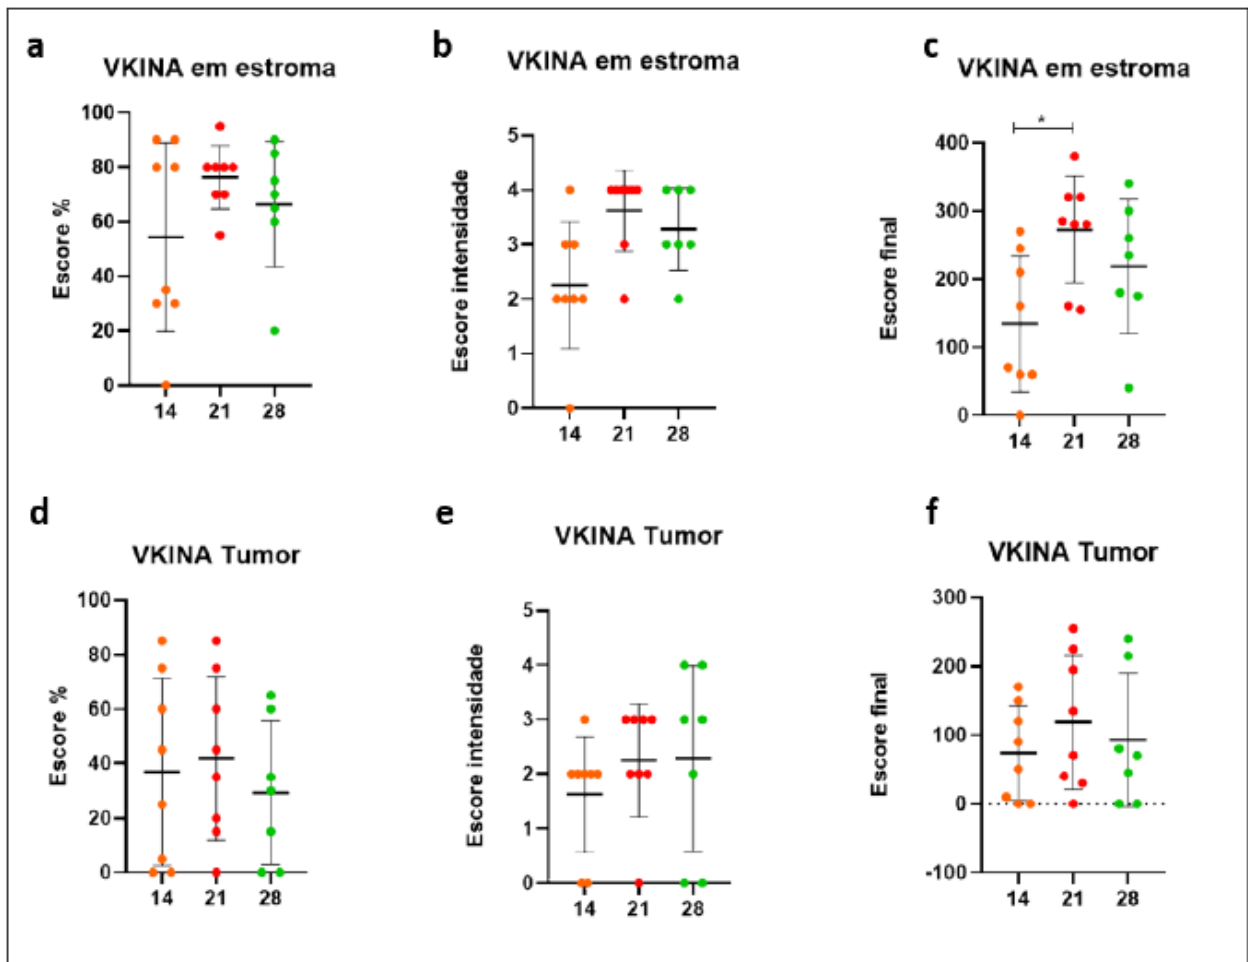 a
VKINA em estroma
Escore %
100
80
60
40
20
0
14 21 28
b
VKINA em estroma
Escore intensidade
5
4
3
2
1
0
14 21 28
c
VKINA em estroma
*
Escore final
400
300
200
100
0
14 21 28
d
VKINA Tumor
Escore %
100
80
60
40
20
0
14 21 28
e
VKINA Tumor
Escore intensidade
5
4
3
2
1
0
14 21 28
f
VKINA Tumor
Escore final
300
200
100
0
-100
14 21 28